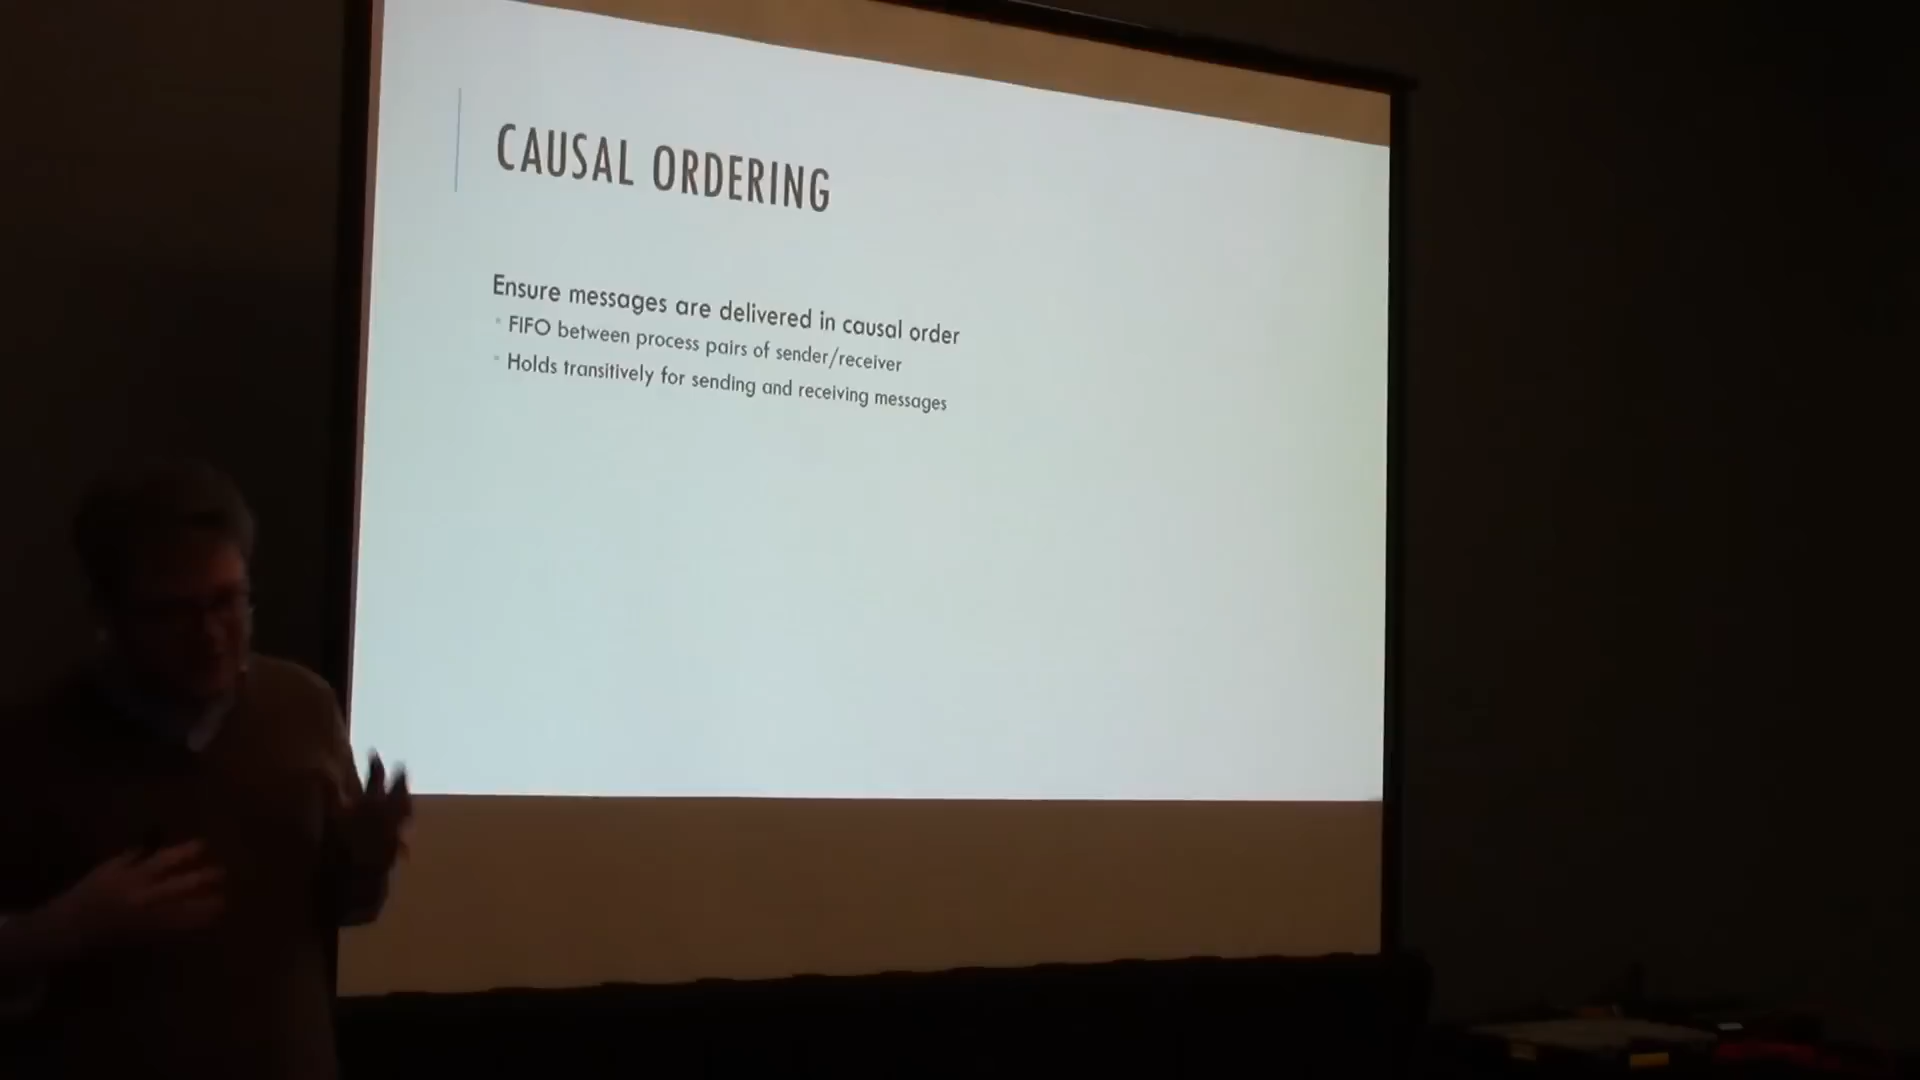 CAUSAL ORDERING
Ensure messages are delivered in causal order
FIFO between process pairs of sender/receiver
Holds transitively for sending and receiving messages